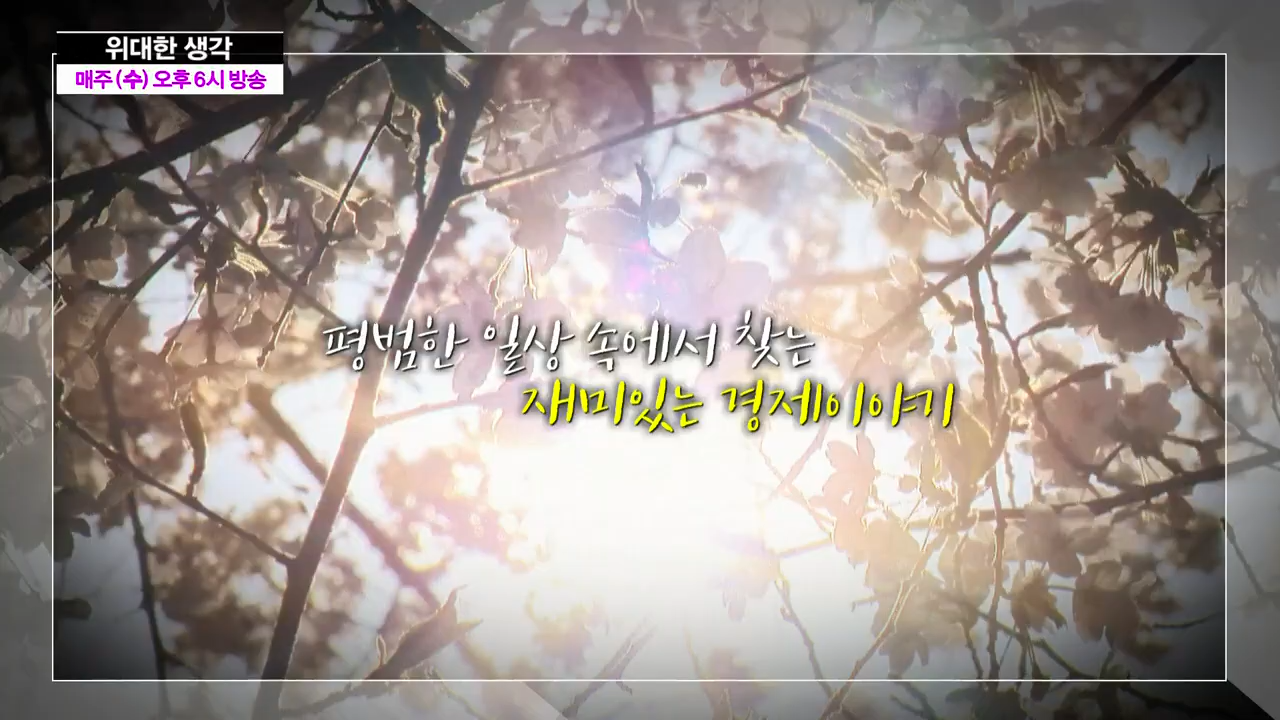 위대한 생각
매주 (수) 오후 6시 방송
평범한 일상 속에서 찾는
재미있는 경제이야기